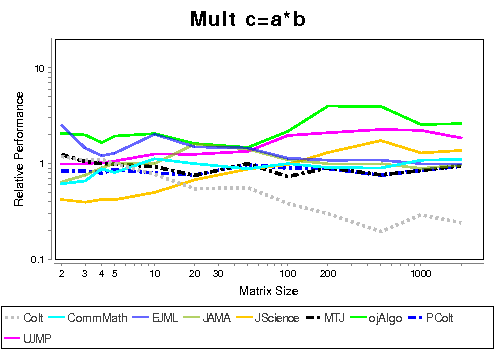 Mult c=a*b
Relative Performance
10
1
0.1
2 3 4 5 10 20 30 100 200 1000
Matrix Size
Colt CommMath EJML JAMA JScience MTJ ojAlgo PColt
UJMP